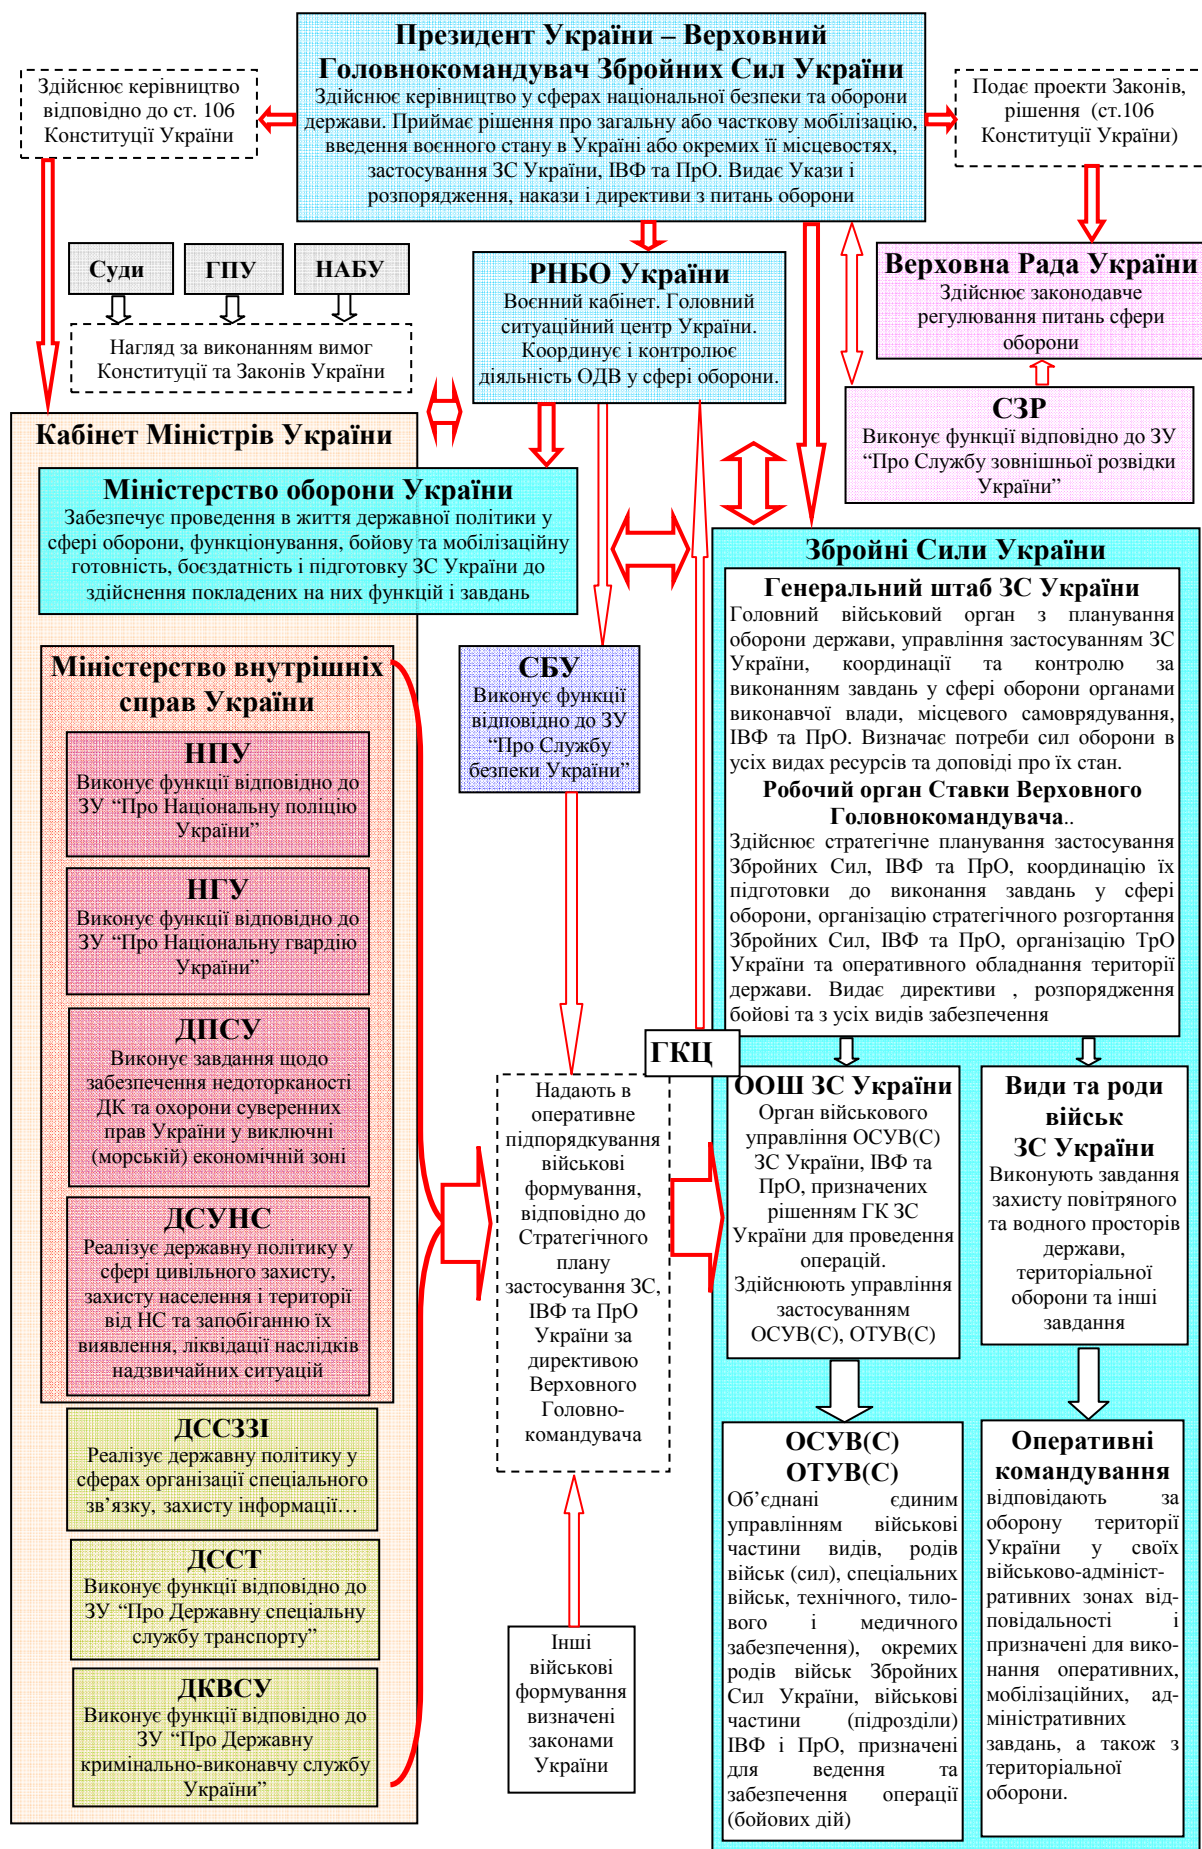 Президент України – Верховний
Головнокомандувач Збройних Сил України
Здійснює керівництво у сферах національної безпеки та оборони
держави. Приймає рішення про загальну або часткову мобілізацію,
введення воєнного стану в Україні або окремих її місцевостях,
застосування ЗС України, ІВФ та ПрО. Видає Укази і
розпорядження, накази і директиви з питань оборони
Здійснює керівництво
відповідно до ст. 106
Конституції України
Подає проекти Законів,
рішення (ст.106
Конституції України)
Суди
ГПУ
НАБУ
Нагляд за виконанням вимог
Конституції та Законів України
РНБО України
Воєнний кабінет. Головний
ситуаційний центр України.
Координує і контролює
діяльність ОДВ у сфері оборони.
Верховна Рада України
Здійснює законодавче
регулювання питань сфери
оборони
СЗР
Виконує функції відповідно до ЗУ
“Про Службу зовнішньої розвідки
України”
Кабінет Міністрів України
Міністерство оборони України
Забезпечує проведення в життя державної політики у
сфері оборони, функціонування, бойову та мобілізаційну
готовність, боєздатність і підготовку ЗС України до
здійснення покладених на них функцій і завдань
Міністерство внутрішніх
справ України
НПУ
Виконує функції відповідно до
ЗУ “Про Національну поліцію
України”
НГУ
Виконує функції відповідно до
ЗУ “Про Національну гвардію
України”
ДПСУ
Виконує завдання щодо
забезпечення недоторканості
ДК та охорони суверенних
прав України у виключні
(морській) економічній зоні
ДСУНС
Реалізує державну політику у
сфері цивільного захисту,
захисту населення і території
від НС та запобіганню їх
виявлення, ліквідації наслідків
надзвичайних ситуацій
ДССЗЗІ
Реалізує державну політику у
сферах організації спеціального
зв’язку, захисту інформації…
ДССТ
Виконує функції відповідно до
ЗУ “Про Державну спеціальну
службу транспорту”
ДКВСУ
Виконує функції відповідно до
ЗУ “Про Державну
кримінально-виконавчу службу
України”
СБУ
Виконує функції
відповідно до ЗУ
“Про Службу
безпеки України”
Надають в
оперативне
підпорядкування
військові
формування,
відповідно до
Стратегічного
плану
застосування ЗС,
ІВФ та ПрО
України за
директивою
Верховного
Головно-
командувача
Інші
військові
формування
визначені
законами
України
ГКЦ
Збройні Сили України
Генеральний штаб ЗС України
Головний військовий орган з планування
оборони держави, управління застосуванням ЗС
України, координації та контролю за
виконанням завдань у сфері оборони органами
виконавчої влади, місцевого самоврядування,
ІВФ та ПрО. Визначає потреби сил оборони в
усіх видах ресурсів та доповіді про їх стан.
Робочий орган Ставки Верховного
Головнокомандувача..
Здійснює стратегічне планування застосування
Збройних Сил, ІВФ та ПрО, координацію їх
підготовки до виконання завдань у сфері
оборони, організацію стратегічного розгортання
Збройних Сил, ІВФ та ПрО, організацію ТрО
України та оперативного обладнання території
держави. Видає директиви , розпорядження
бойові та з усіх видів забезпечення
ООШ ЗС України
Орган військового
управління ОСУВ(С)
ЗС України, ІВФ та
ПрО, призначених
рішенням ГК ЗС
України для проведення
операцій.
Здійснюють управління
застосуванням
ОСУВ(С), ОТУВ(С)
Види та роди
військ
ЗС України
Виконують завдання
захисту повітряного
та водного просторів
держави,
територіальної
оборони та інші
завдання
ОСУВ(С)
ОТУВ(С)
Об’єднані єдиним
управлінням військові
частини видів, родів
військ (сил), спеціальних
військ, технічного, тило-
вого і медичного
забезпечення), окремих
родів військ Збройних
Сил України, військові
частини (підрозділи)
ІВФ і ПрО, призначені
для ведення та
забезпечення операції
(бойових дій)
Оперативні
командування
відповідають за
оборону території
України у своїх
військово-адмініст-
ративних зонах від-
повідальності і
призначені для вико-
нання оперативних,
мобілізаційних, ад-
міністративних
завдань, а також з
територіальної
оборони.